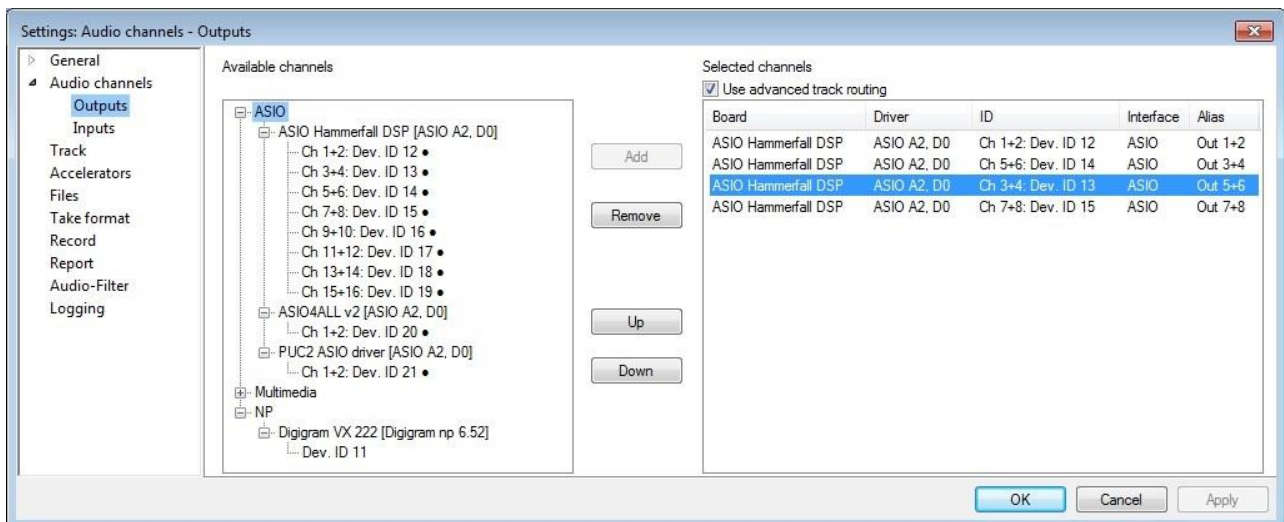 Settings: Audio channels - Outputs
General
Audio channels
Outputs
Inputs
Track
Accelerators
Files
Take format
Record
Report
Audio-Filter
Logging
Available channels
ASIO
ASIO Hammerfall DSP [ASIO A2, D0]
Ch 1+2: Dev. ID 12 ●
Ch 3+4: Dev. ID 13 ●
Ch 5+6: Dev. ID 14 ●
Ch 7+8: Dev. ID 15 ●
Ch 9+10: Dev. ID 16 ●
Ch 11+12: Dev. ID 17 ●
Ch 13+14: Dev. ID 18 ●
Ch 15+16: Dev. ID 19 ●
ASIO4ALL v2 [ASIO A2, D0]
Ch 1+2: Dev. ID 20 ●
PUC2 ASIO driver [ASIO A2, D0]
Ch 1+2: Dev. ID 21 ●
Multimedia
NP
Digigram VX 222 [Digigram np 6.52]
Dev. ID 11
Add
Remove
Up
Down
Selected channels
Use advanced track routing
Board Driver ID Interface Alias
ASIO Hammerfall DSP ASIO A2, D0 Ch 1+2: Dev. ID 12 ASIO Out 1+2
ASIO Hammerfall DSP ASIO A2, D0 Ch 5+6: Dev. ID 14 ASIO Out 3+4
ASIO Hammerfall DSP ASIO A2, D0 Ch 3+4: Dev. ID 13 ASIO Out 5+6
ASIO Hammerfall DSP ASIO A2, D0 Ch 7+8: Dev. ID 15 ASIO Out 7+8
OK Cancel Apply